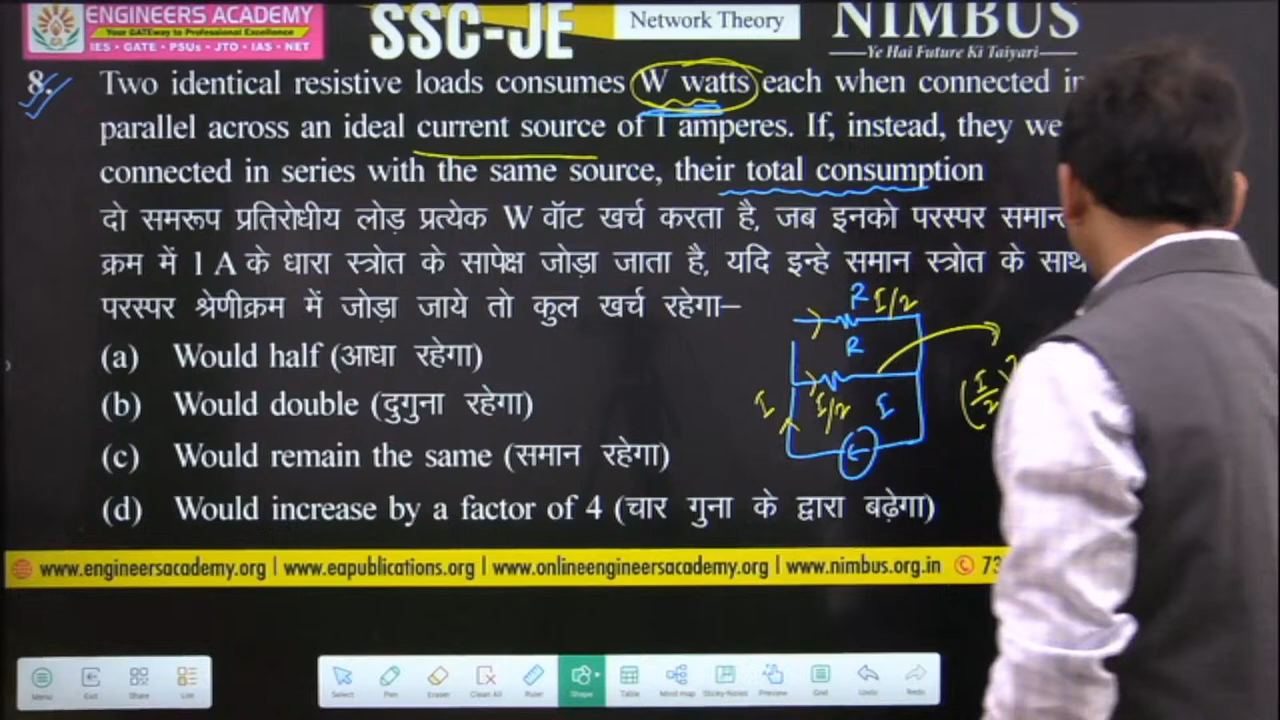 ENGINEERS ACADEMY
Your GATEway to Professional Excellence
IES • GATE • PSUs • JTO • IAS • NET
SSC-JE
Network Theory
NIMBUS
Ye Hai Future Ki Taiyari
8. Two identical resistive loads consumes W watts each when connected in
parallel across an ideal current source of 1 amperes. If, instead, they we
connected in series with the same source, their total consumption
दो समरूप प्रतिरोधीय लोड़ प्रत्येक W वॉट खर्च करता है, जब इनको परस्पर
क्रम में 1 A के धारा स्त्रोत के सापेक्ष जोड़ा जाता है, यदि इन्हे समान स्त्रोत के साथ
परस्पर श्रेणीक्रम में जोड़ा जाये तो कुल खर्च रहेगा–
R I/2
R
(a) Would half (आधा रहेगा)
(b) Would double (दुगुना रहेगा)
I I/2 I (I/2)
(c) Would remain the same (समान रहेगा)
(d) Would increase by a factor of 4 (चार गुना के द्वारा बढ़ेगा)
www.engineersacademy.org | www.eapublications.org | www.onlineengineersacademy.org | www.nimbus.org.in 73
Menu Share List Select Pen Eraser Clean All Ruler Shape Table Mind map Sticky-Notes Preview Grid Undo Redo